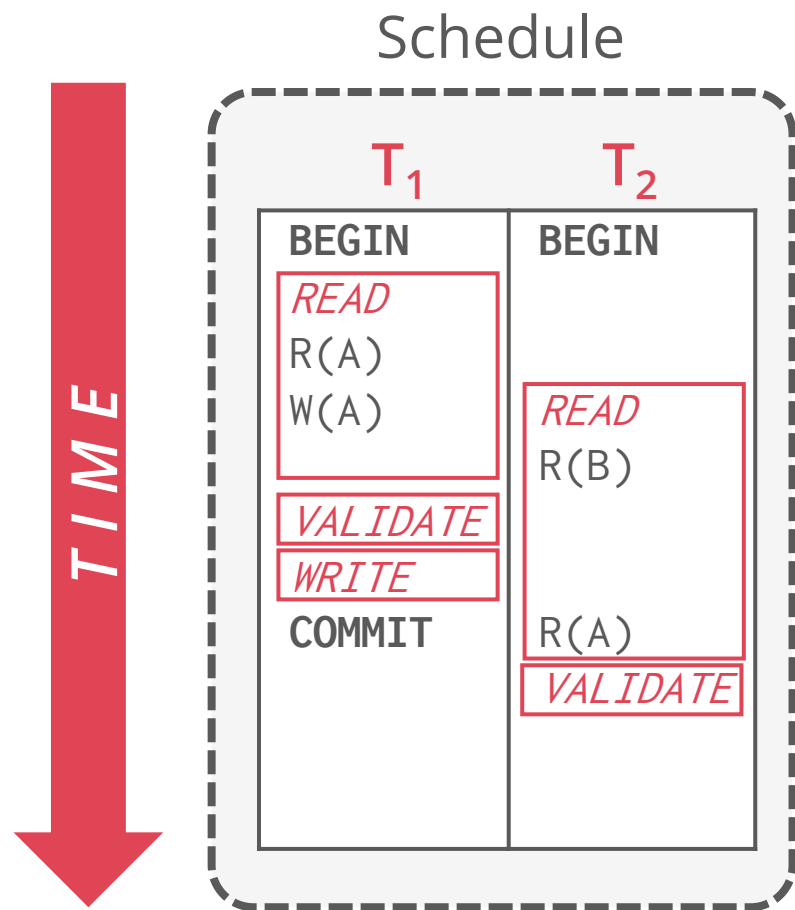 Schedule
T1 T2
BEGIN BEGIN
READ
R(A)
W(A) READ
R(B)
VALIDATE
WRITE
COMMIT R(A)
VALIDATE
TIME